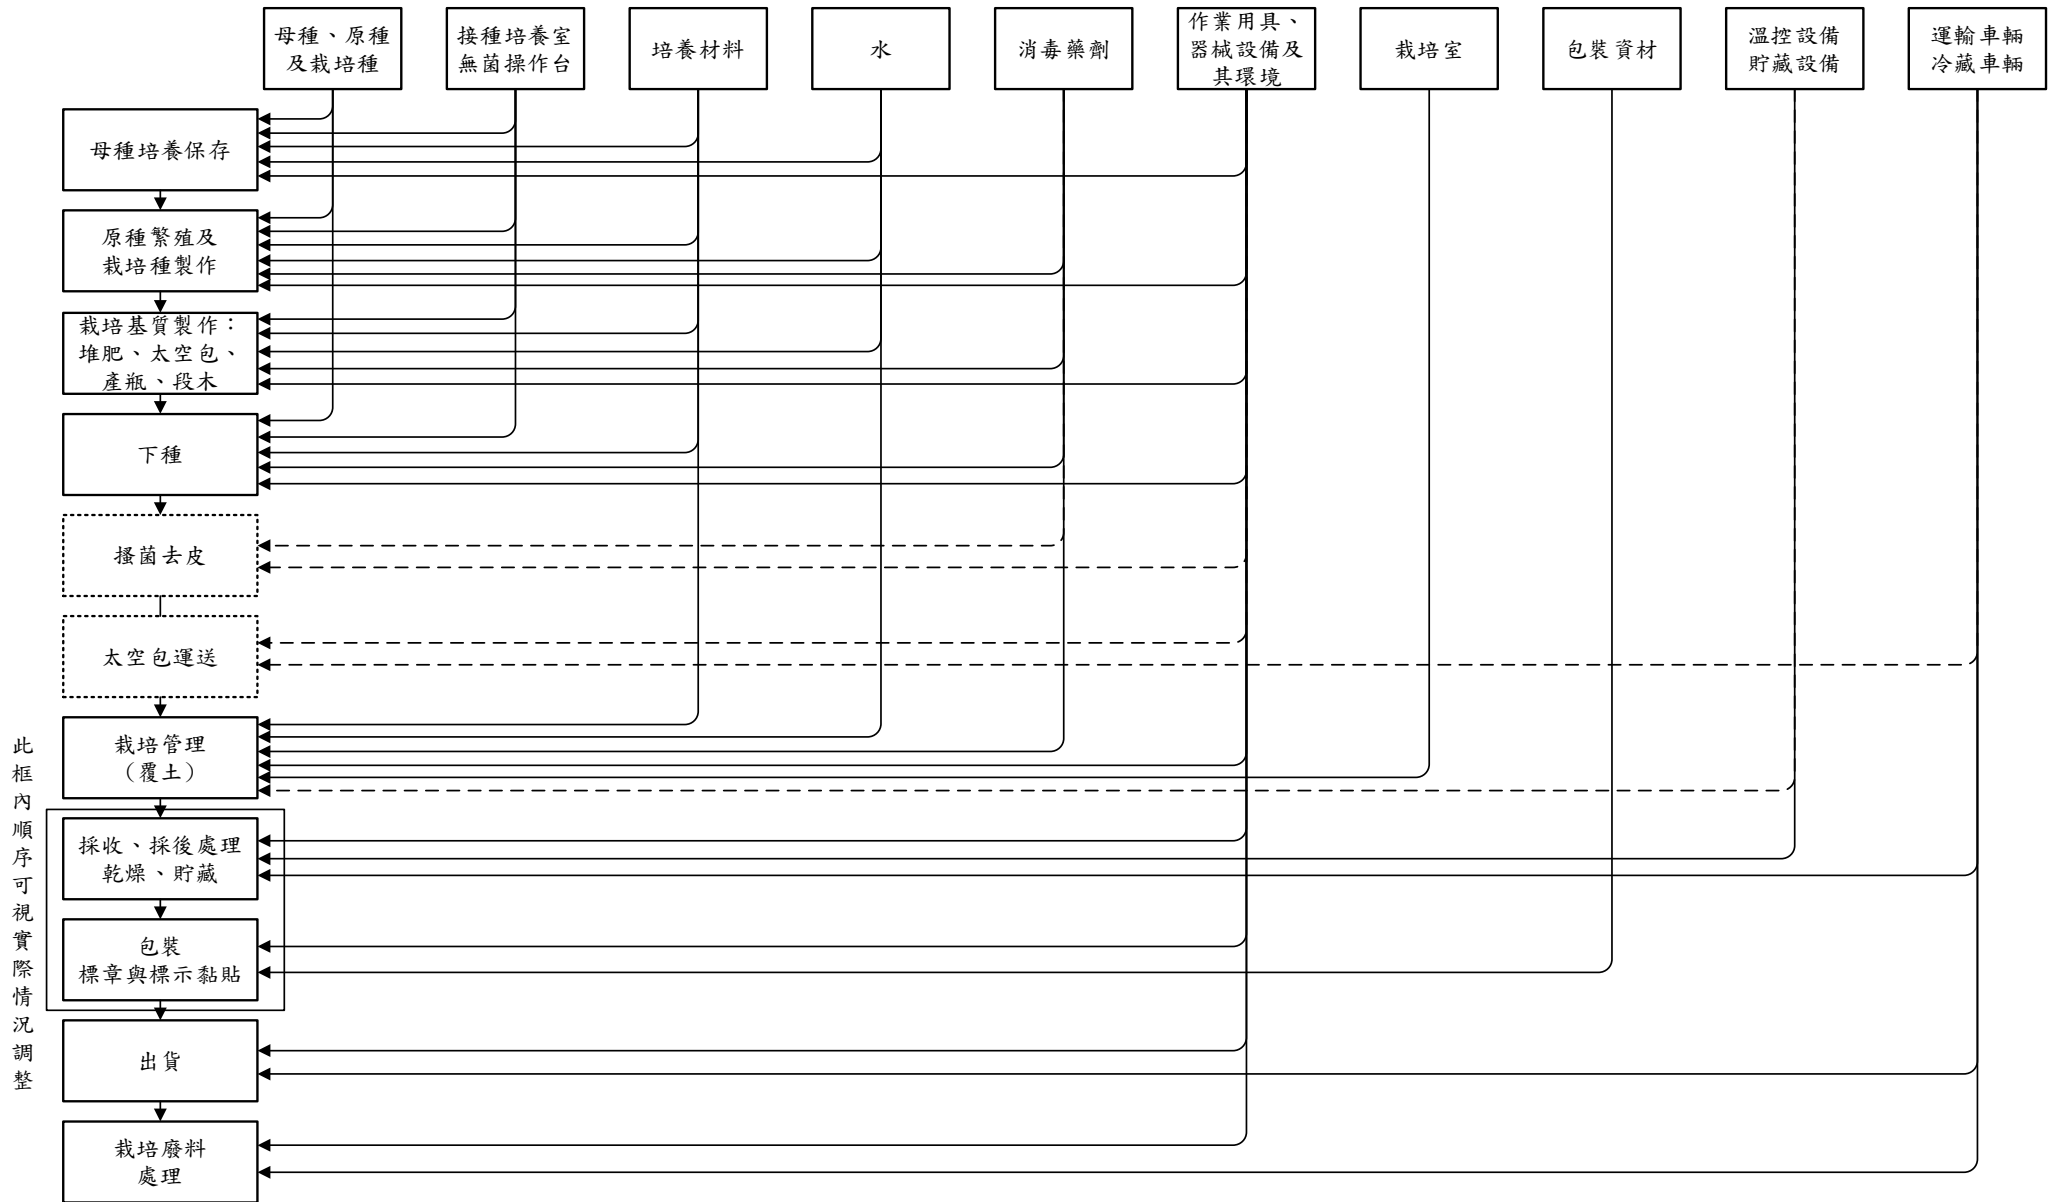 母種、原種
及栽培種
接種培養室
無菌操作台
培養材料
水
消毒藥劑
作業用具、
器械設備及
其環境
栽培室
包裝資材
溫控設備
貯藏設備
運輸車輛
冷藏車輛
母種培養保存
原種繁殖及
栽培種製作
栽培基質製作：
堆肥、太空包、
產瓶、段木
下種
搔菌去皮
太空包運送
栽培管理
（覆土）
此框內順序可視實際情況調整
採收、採後處理
乾燥、貯藏
包裝
標章與標示黏貼
出貨
栽培廢料
處理